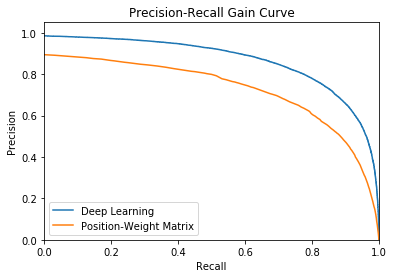 Precision-Recall Gain Curve
1.0
0.8
0.6
0.4
0.2
0.0
Precision
Deep Learning
Position-Weight Matrix
0.0 0.2 0.4 0.6 0.8 1.0
Recall